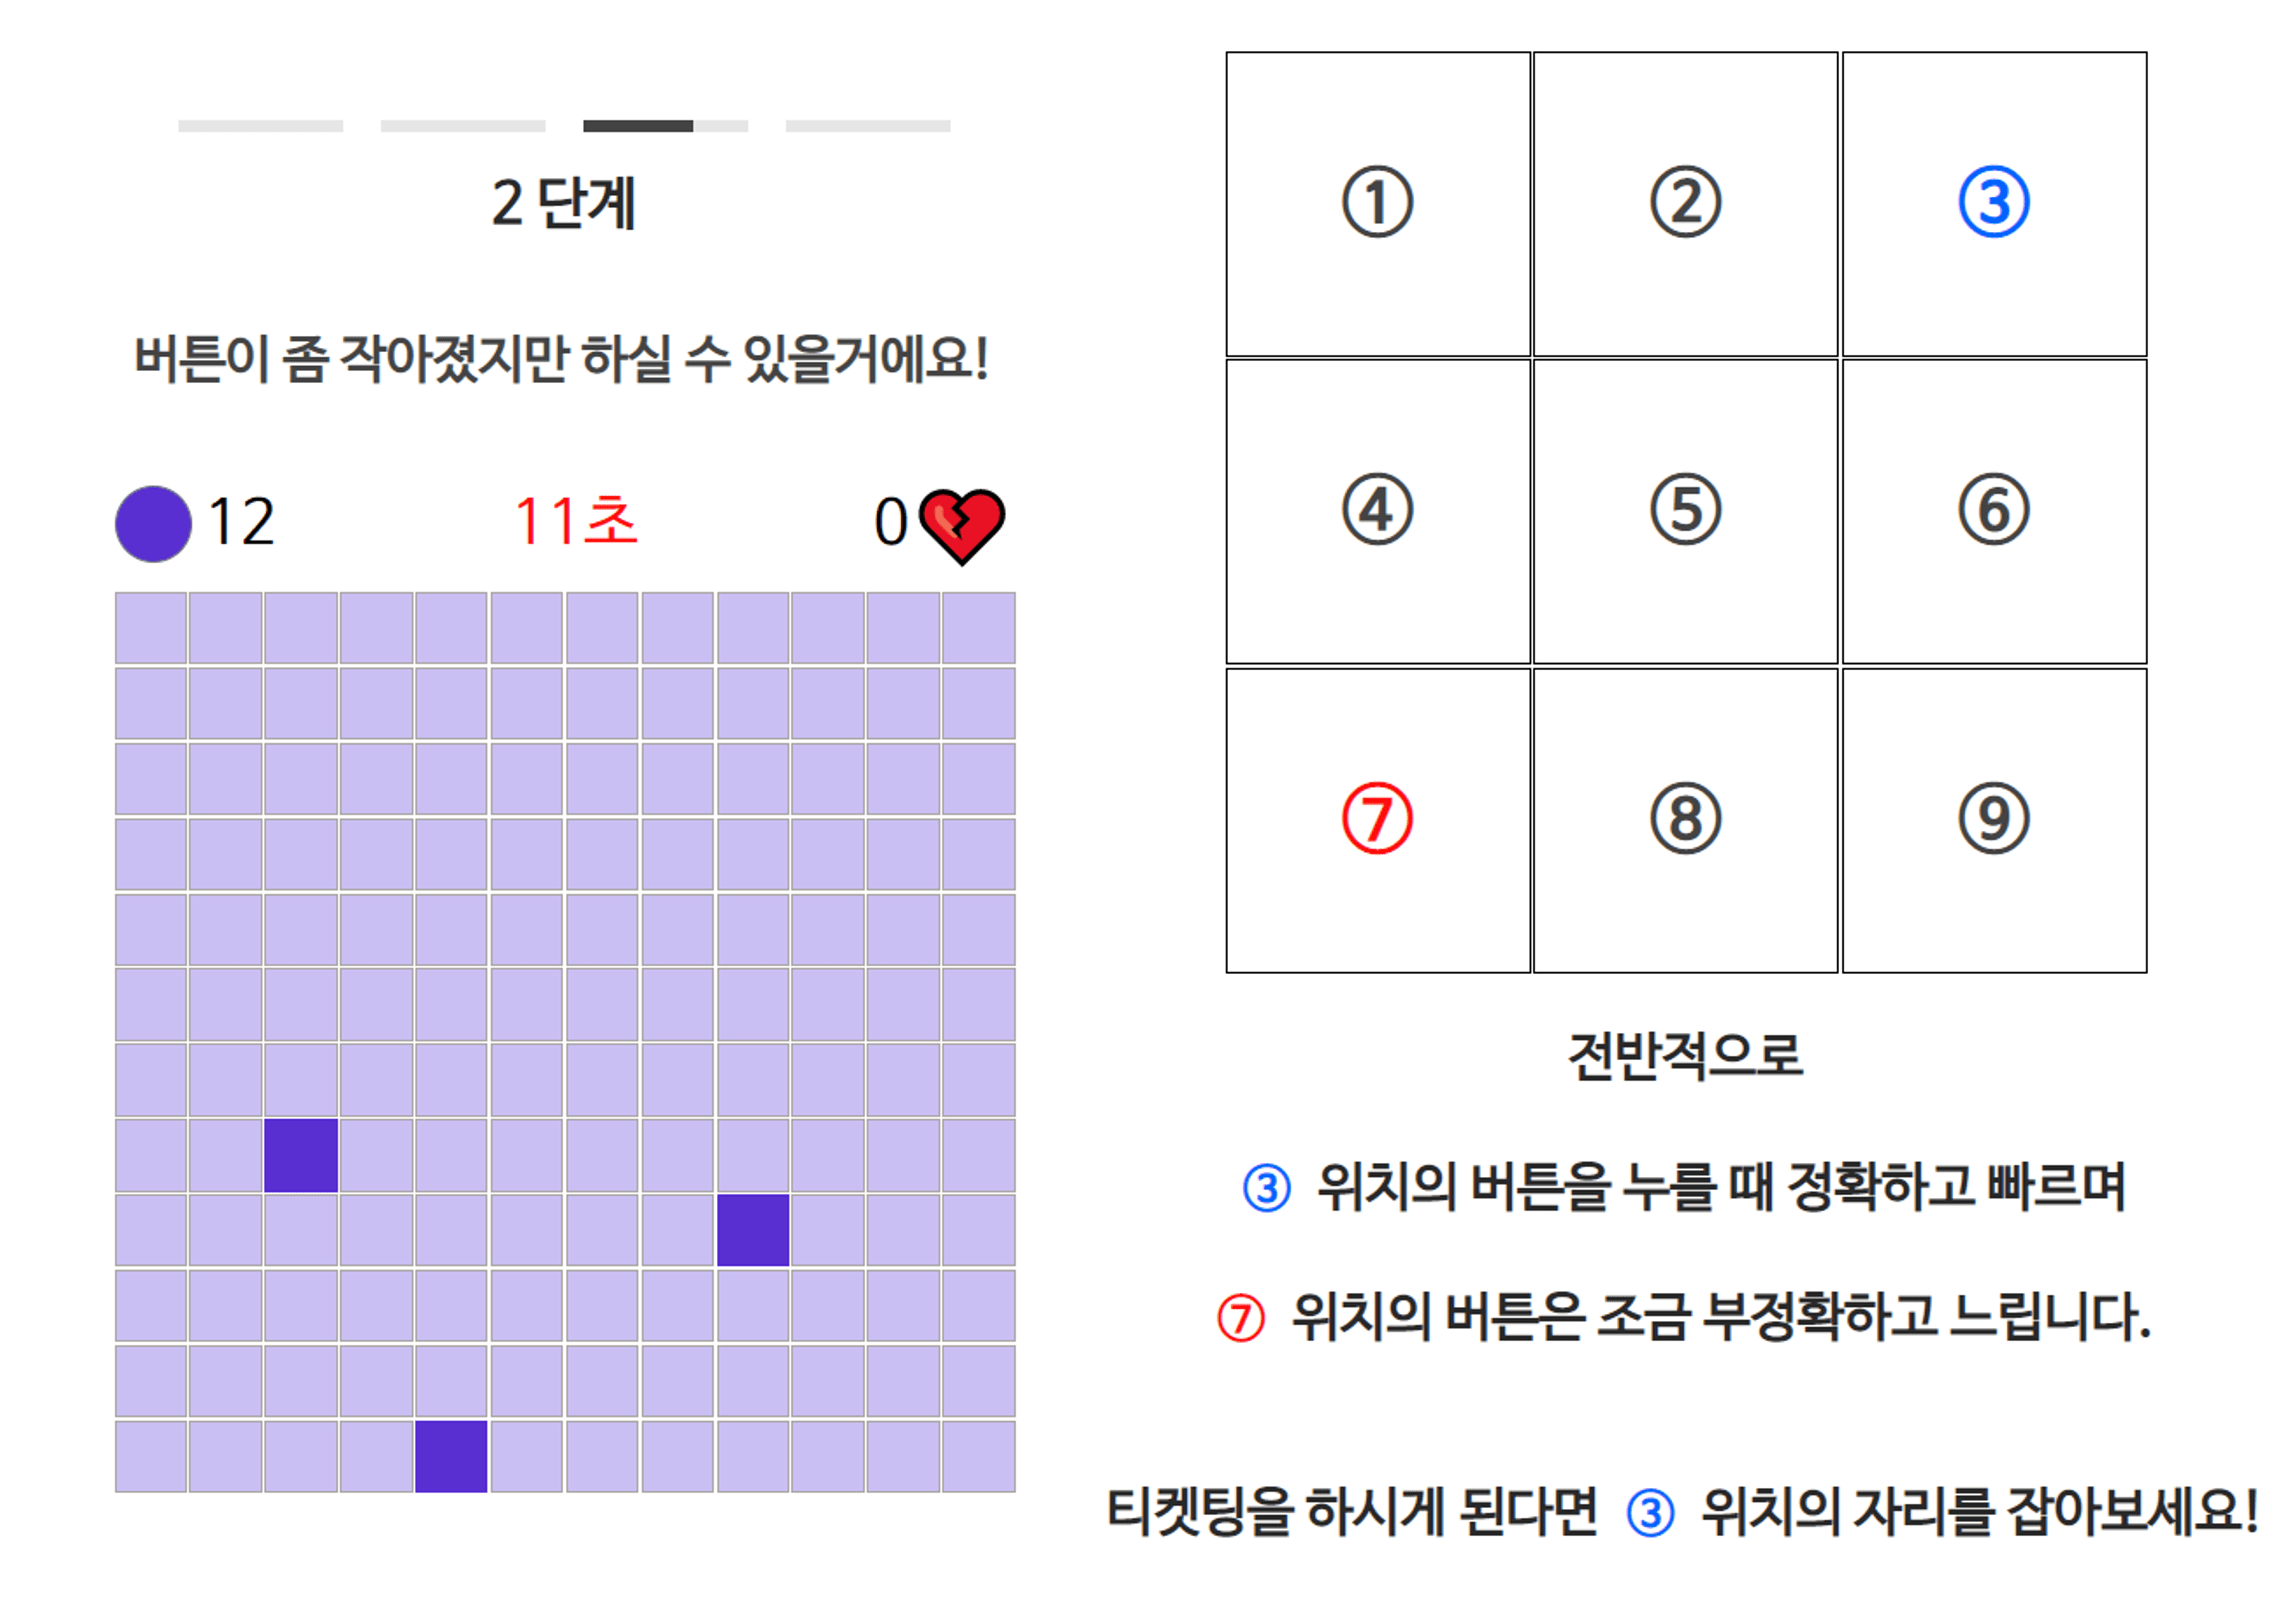 2 단계
버튼이 좀 작아졌지만 하실 수 있을거에요!
12 11초 0
① ② ③
④ ⑤ ⑥
⑦ ⑧ ⑨
전반적으로
③ 위치의 버튼을 누를 때 정확하고 빠르며
⑦ 위치의 버튼은 조금 부정확하고 느립니다.
티켓팅을 하시게 된다면 ③ 위치의 자리를 잡아보세요!